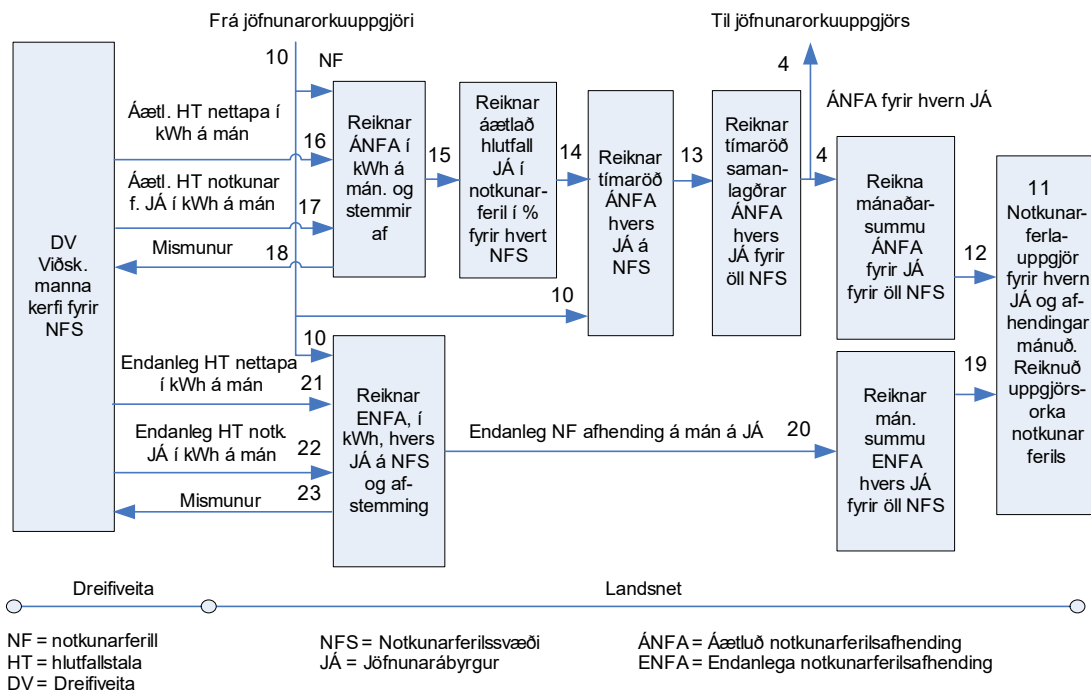 Frá jöfnunarorkuuppgjöri
Til jöfnunarorkuuppgjörs
10
NF
4
ÁNFA fyrir hvern JÁ
DV
Viðsk.
manna
kerfi fyrir
NFS
Áætl. HT nettapa í
kWh á mán
16
Áætl. HT notkunar
f. JÁ í kWh á mán
17
Mismunur
18
Reiknar
ÁNFA í
kWh á
mán. og
stemmir
af
15
Reiknar
áætlað
hlutfall
JÁ í
notkunar-
feril í %
fyrir hvert
NFS
14
Reiknar
tímaröð
ÁNFA
hvers
JÁ á
NFS
13
Reiknar
tímaröð
saman-
lagðrar
ÁNFA
hvers
JÁ fyrir
öll NFS
4
Reikna
mánaðar-
summu
ÁNFA
fyrir JÁ
fyrir öll NFS
12
11
Notkunar-
ferla-
uppgjör
fyrir hvern
JÁ og af-
hendingar
mánuð.
Reiknuð
uppgjörs-
orka
notkunar
ferils
10
10
Endanleg HT nettapa
í kWh á mán
21
Endanleg HT notk.
JÁ í kWh á mán
22
Mismunur
23
Reiknar
ENFA, í
kWh, hvers
JÁ á NFS
og af-
stemming
Endanleg NF afhending á mán á JÁ
20
Reiknar
mán.
summu
ENFA
hvers JÁ
fyrir öll NFS
19
Dreifiveita
Landsnet
NF = notkunarferill
HT = hlutfallstala
DV = Dreifiveita
NFS = Notkunarferilssvæði
JÁ = Jöfnunarábyrgur
ÁNFA = Áætluð notkunarferilsafhending
ENFA = Endanlega notkunarferilsafhending